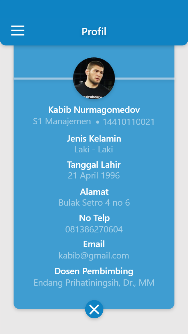 Profil
Kabib Nurmagomedov
S1 Manajemen • 14410110021
Jenis Kelamin
Laki - Laki
Tanggal Lahir
21 April 1996
Alamat
Bulak Setro 4 no 6
No Telp
081386270604
Email
kabib@gmail.com
Dosen Pembimbing
Endang Prihatiningsih, Dr., MM